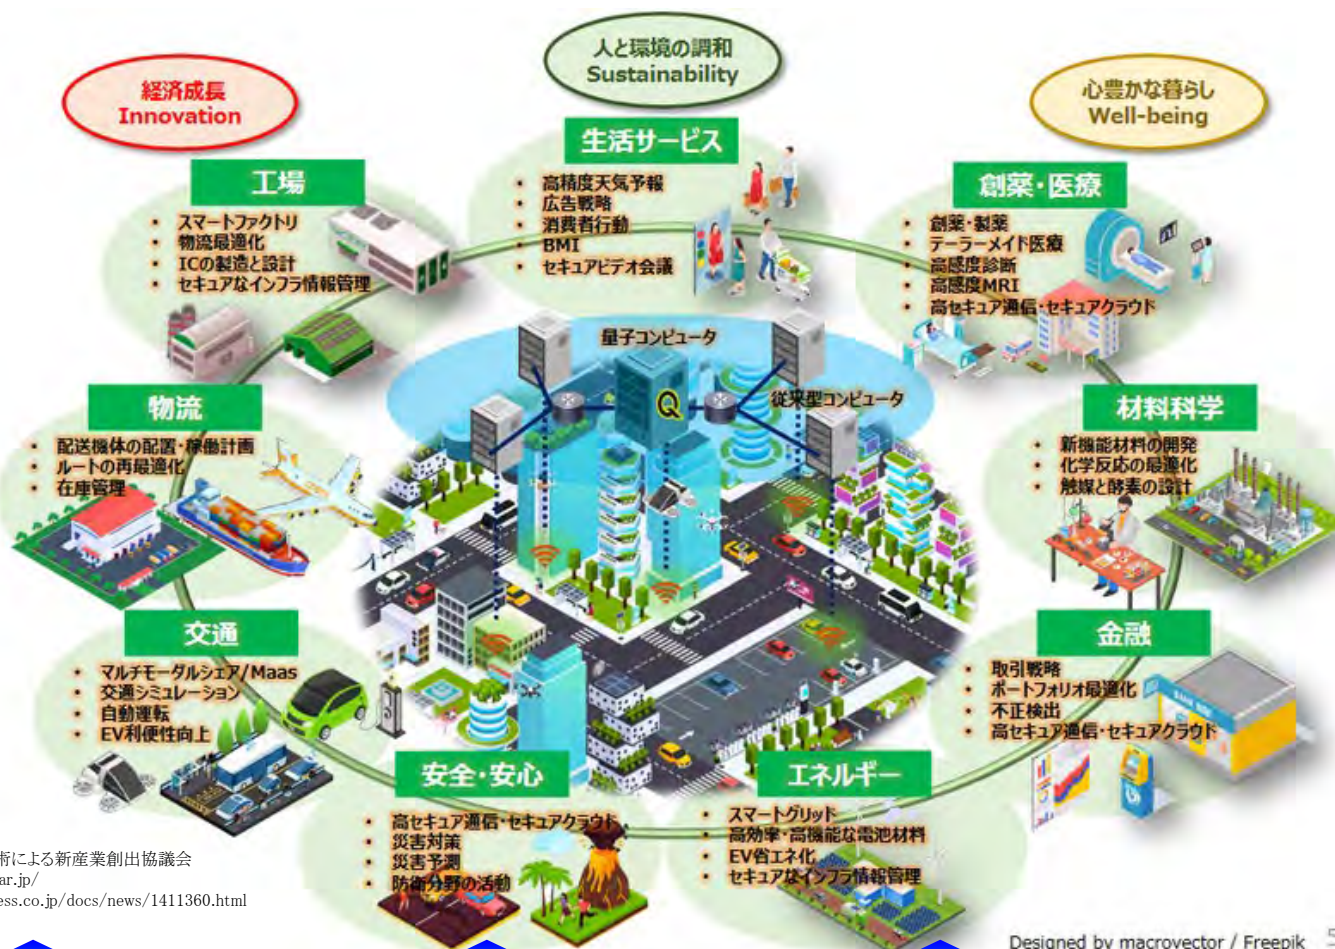 人と環境の調和
Sustainability
経済成長
Innovation
心豊かな暮らし
Well-being
生活サービス
・ 高精度天気予報
・ 広告戦略
・ 消費者行動
・ BMI
・ セキュアビデオ会議
工場
・ スマートファクトリ
・ 物流最適化
・ ICの製造と設計
・ セキュアなインフラ情報管理
創薬・医療
・ 創薬・製薬
・ テーラーメイド医療
・ 高感度診断
・ 高感度MRI
・ 高セキュア通信・セキュアクラウド
量子コンピュータ
Q
従来型コンピュータ
物流
・ 配送機体の配置・稼働計画
・ ルートの再最適化
・ 在庫管理
材料科学
・ 新機能材料の開発
・ 化学反応の最適化
・ 触媒と酵素の設計
交通
・ マルチモーダルシェア/Maas
・ 交通シミュレーション
・ 自動運転
・ EV利便性向上
金融
・ 取引戦略
・ ポートフォリオ最適化
・ 不正検出
・ 高セキュア通信・セキュアクラウド
安全・安心
・ 高セキュア通信・セキュアクラウド
・ 災害対策
・ 災害予測
・ 防衛分野の活動
エネルギー
・ スマートグリッド
・ 高効率・高機能な電池材料
・ EV省エネ化
・ セキュアなインフラ情報管理
術による新産業創出協議会
ar.jp/
ess.co.jp/docs/news/1411360.html
Designed by macrovector / Freepik